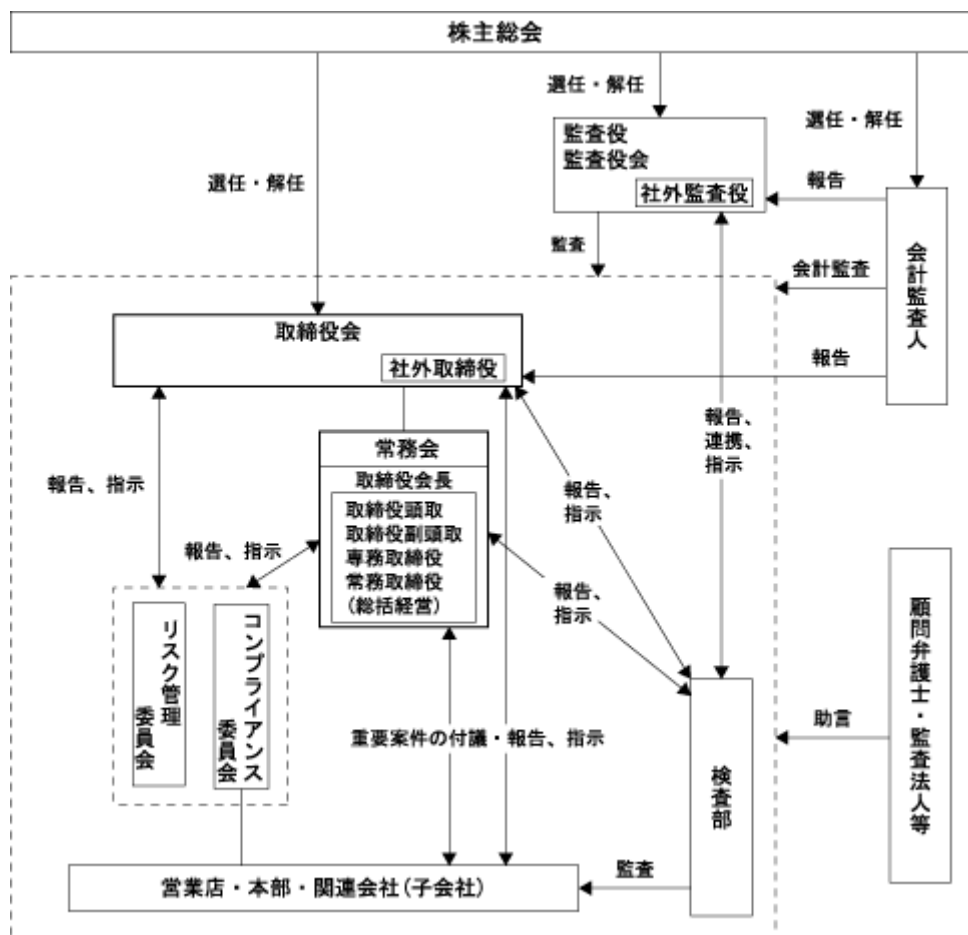 株主総会
選任・解任
選任・解任
選任・解任
監査役
監査役会
社外監査役
報告
監査
会計監査
会計監査人
取締役会
社外取締役
報告
常務会
取締役会長
取締役頭取
取締役副頭取
専務取締役
常務取締役
(総括経営)
報告、指示
報告、指示
報告、
指示
報告、
指示
報告、
連携、
指示
リスク管理
委員会
コンプライアンス
委員会
重要案件の付議・報告、指示
検査部
助言
顧問弁護士・監査法人等
営業店・本部・関連会社(子会社)
監査